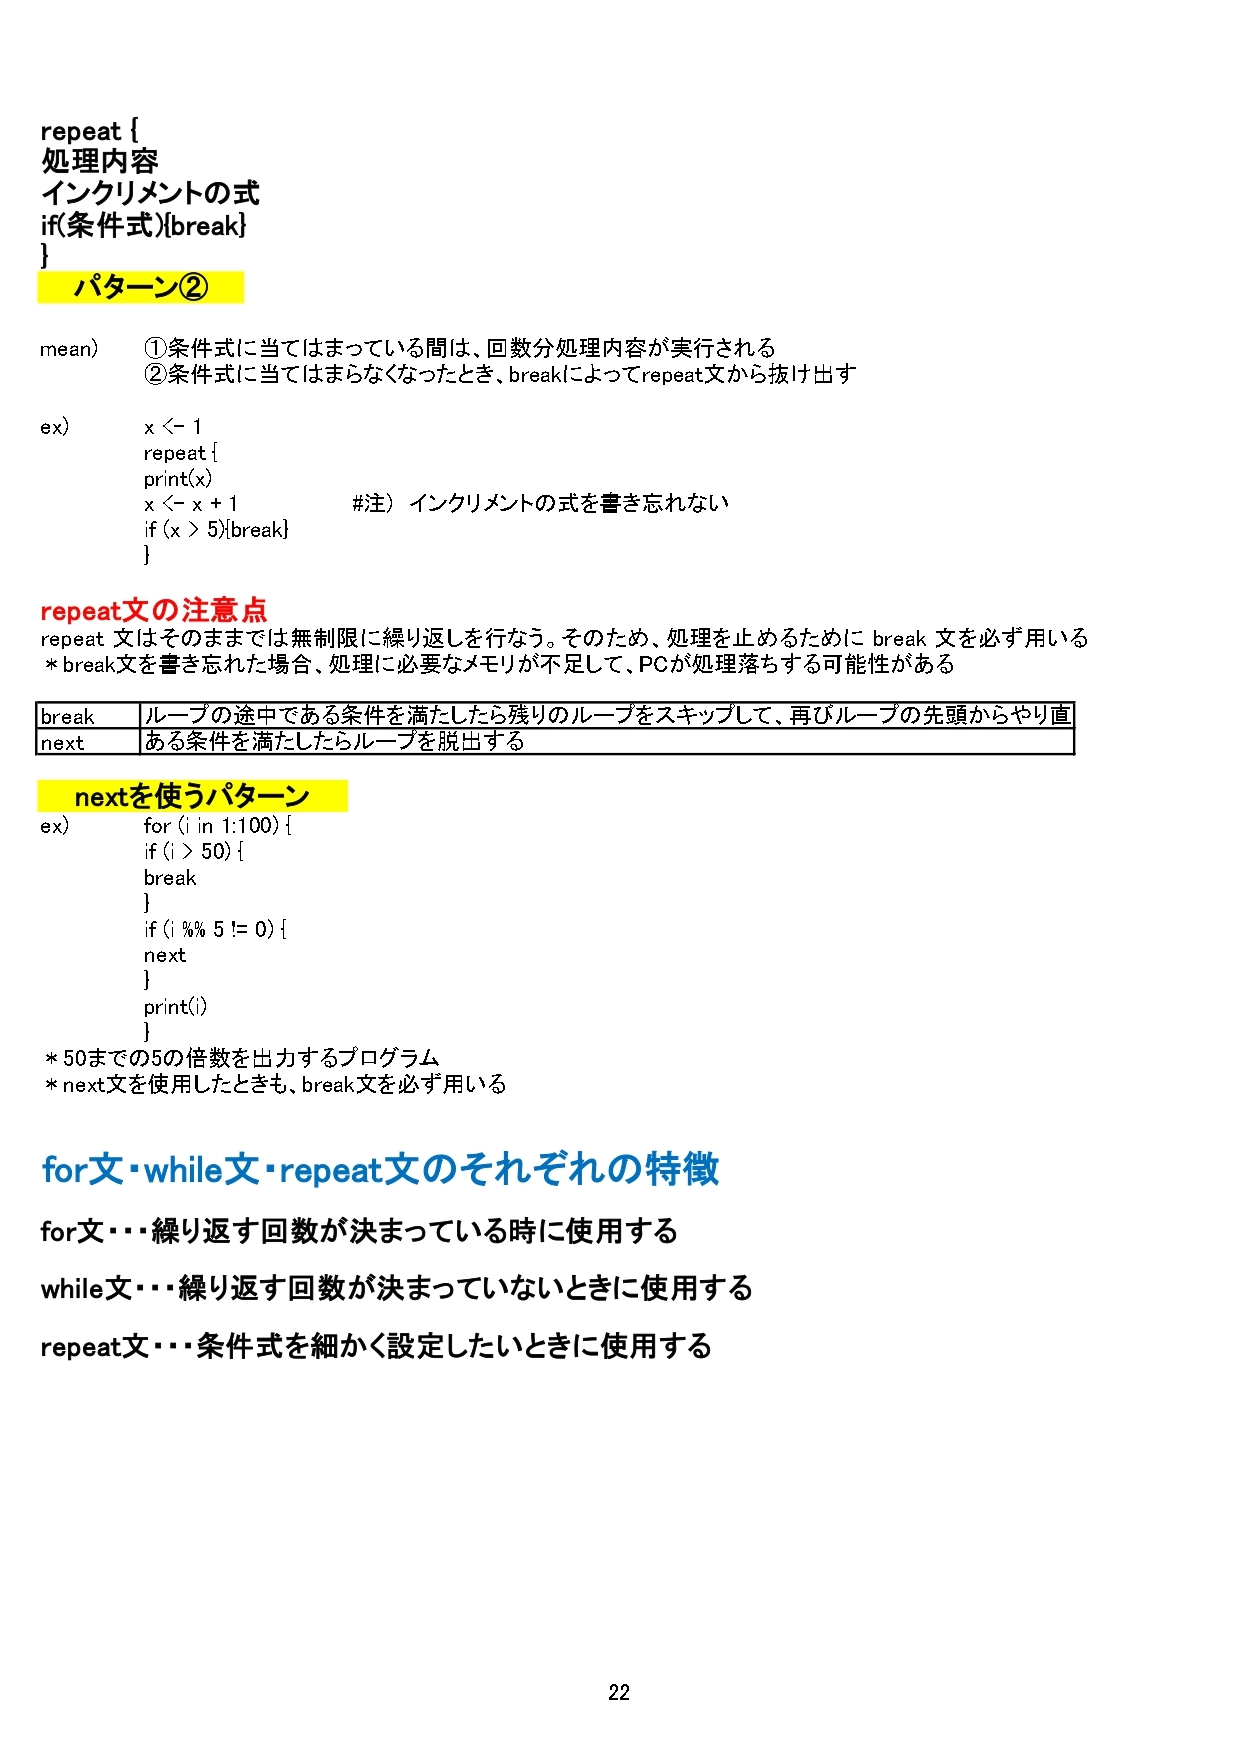 repeat {
処理内容
インクリメントの式
if(条件式){break}
}
パターン②
mean) ①条件式に当てはまっている間は、回数分処理内容が実行される
②条件式に当てはまらなくなったとき、breakによってrepeat文から抜け出す
ex) x <- 1
repeat {
print(x)
x <- x + 1 #注） インクリメントの式を書き忘れない
if (x > 5){break}
}
repeat文の注意点
repeat 文はそのままでは無制限に繰り返しを行なう。そのため、処理を止めるために break 文を必ず用いる
＊break文を書き忘れた場合、処理に必要なメモリが不足して、PCが処理落ちする可能性がある
break ループの途中である条件を満たしたら残りのループをスキップして、再びループの先頭からやり直
next ある条件を満たしたらループを脱出する
nextを使うパターン
ex) for (i in 1:100) {
if (i > 50) {
break
}
if (i %% 5 != 0) {
next
}
print(i)
}
＊50までの5の倍数を出力するプログラム
＊next文を使用したときも、break文を必ず用いる
for文・while文・repeat文のそれぞれの特徴
for文・・・繰り返す回数が決まっている時に使用する
while文・・・繰り返す回数が決まっていないときに使用する
repeat文・・・条件式を細かく設定したいときに使用する
22